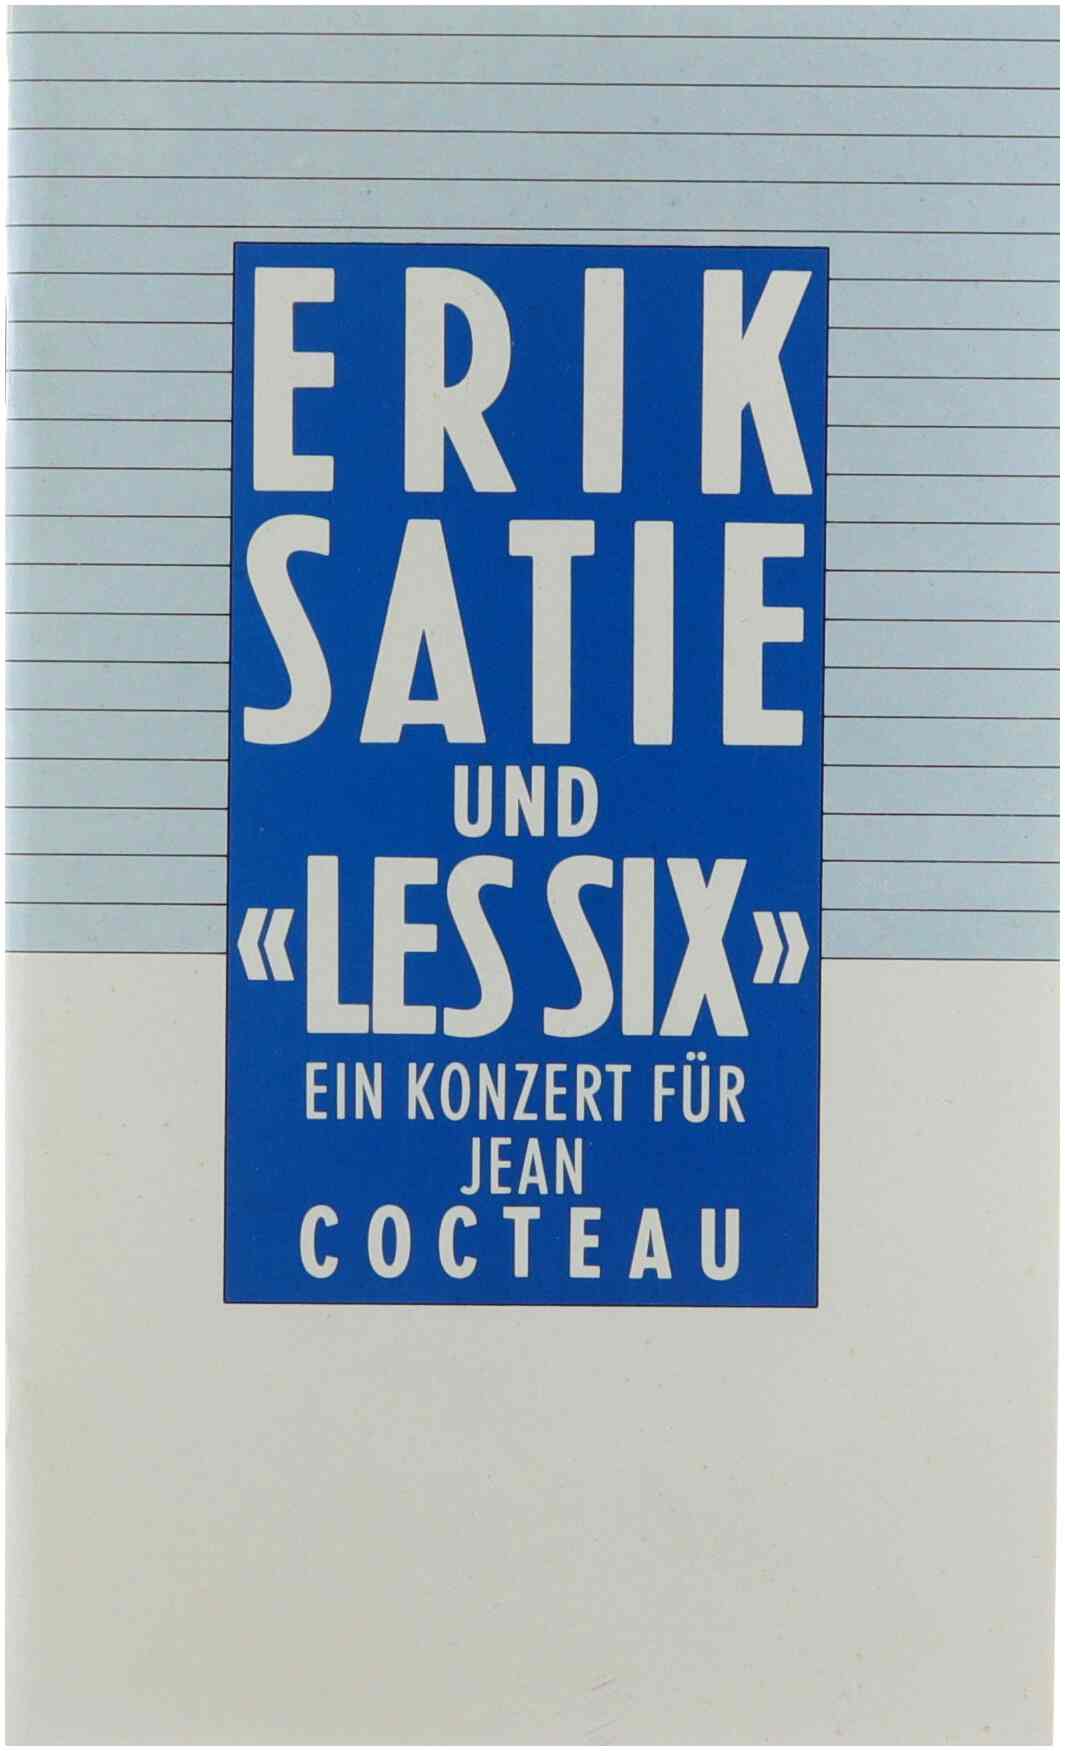 ERIK
SATIE
UND
«LES SIX»
EIN KONZERT FÜR
JEAN
COCTEAU